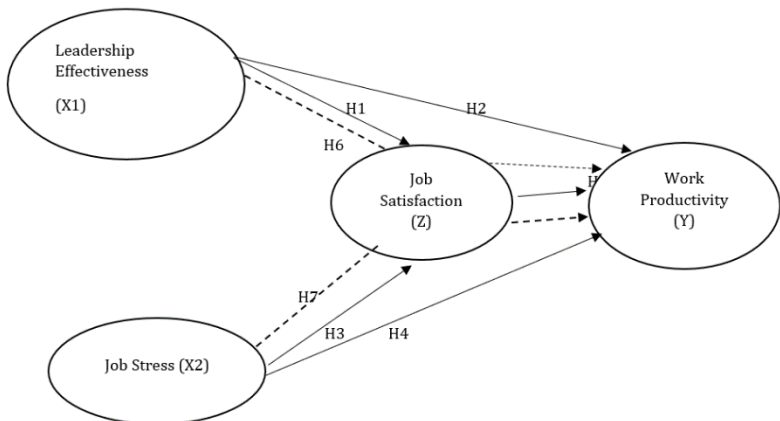 Leadership
Effectiveness
(X1)
H1
H2
H6
Job
Satisfaction
(Z)
H
Work
Productivity
(Y)
H7
H3
H4
Job Stress (X2)